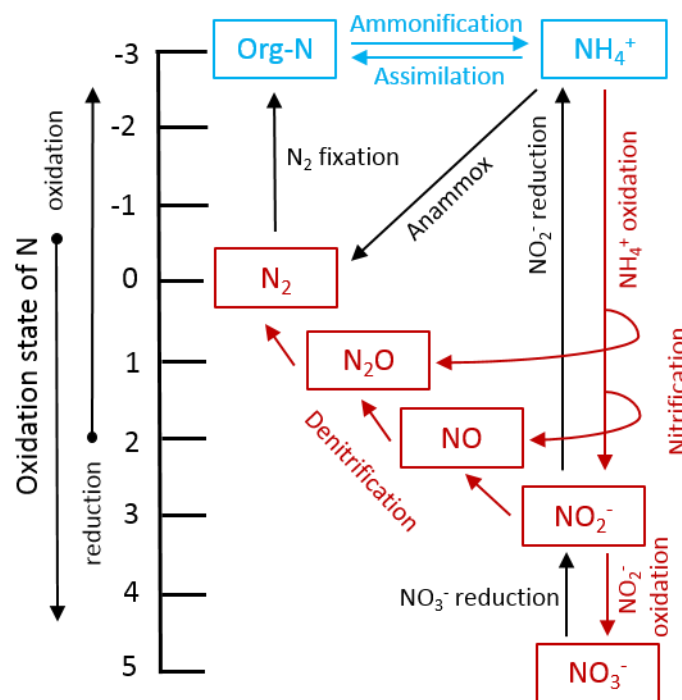 Ammonification
-3
Org-N
NH₄⁺
Assimilation
oxidation
-2
N₂ fixation
Anammox
NO₂⁻ reduction
NH₄⁺ oxidation
-1
Oxidation state of N
0
N₂
1
N₂O
Nitrification
Denitrification
2
NO
reduction
3
NO₂⁻
4
NO₃⁻ reduction
NO₂⁻
oxidation
5
NO₃⁻